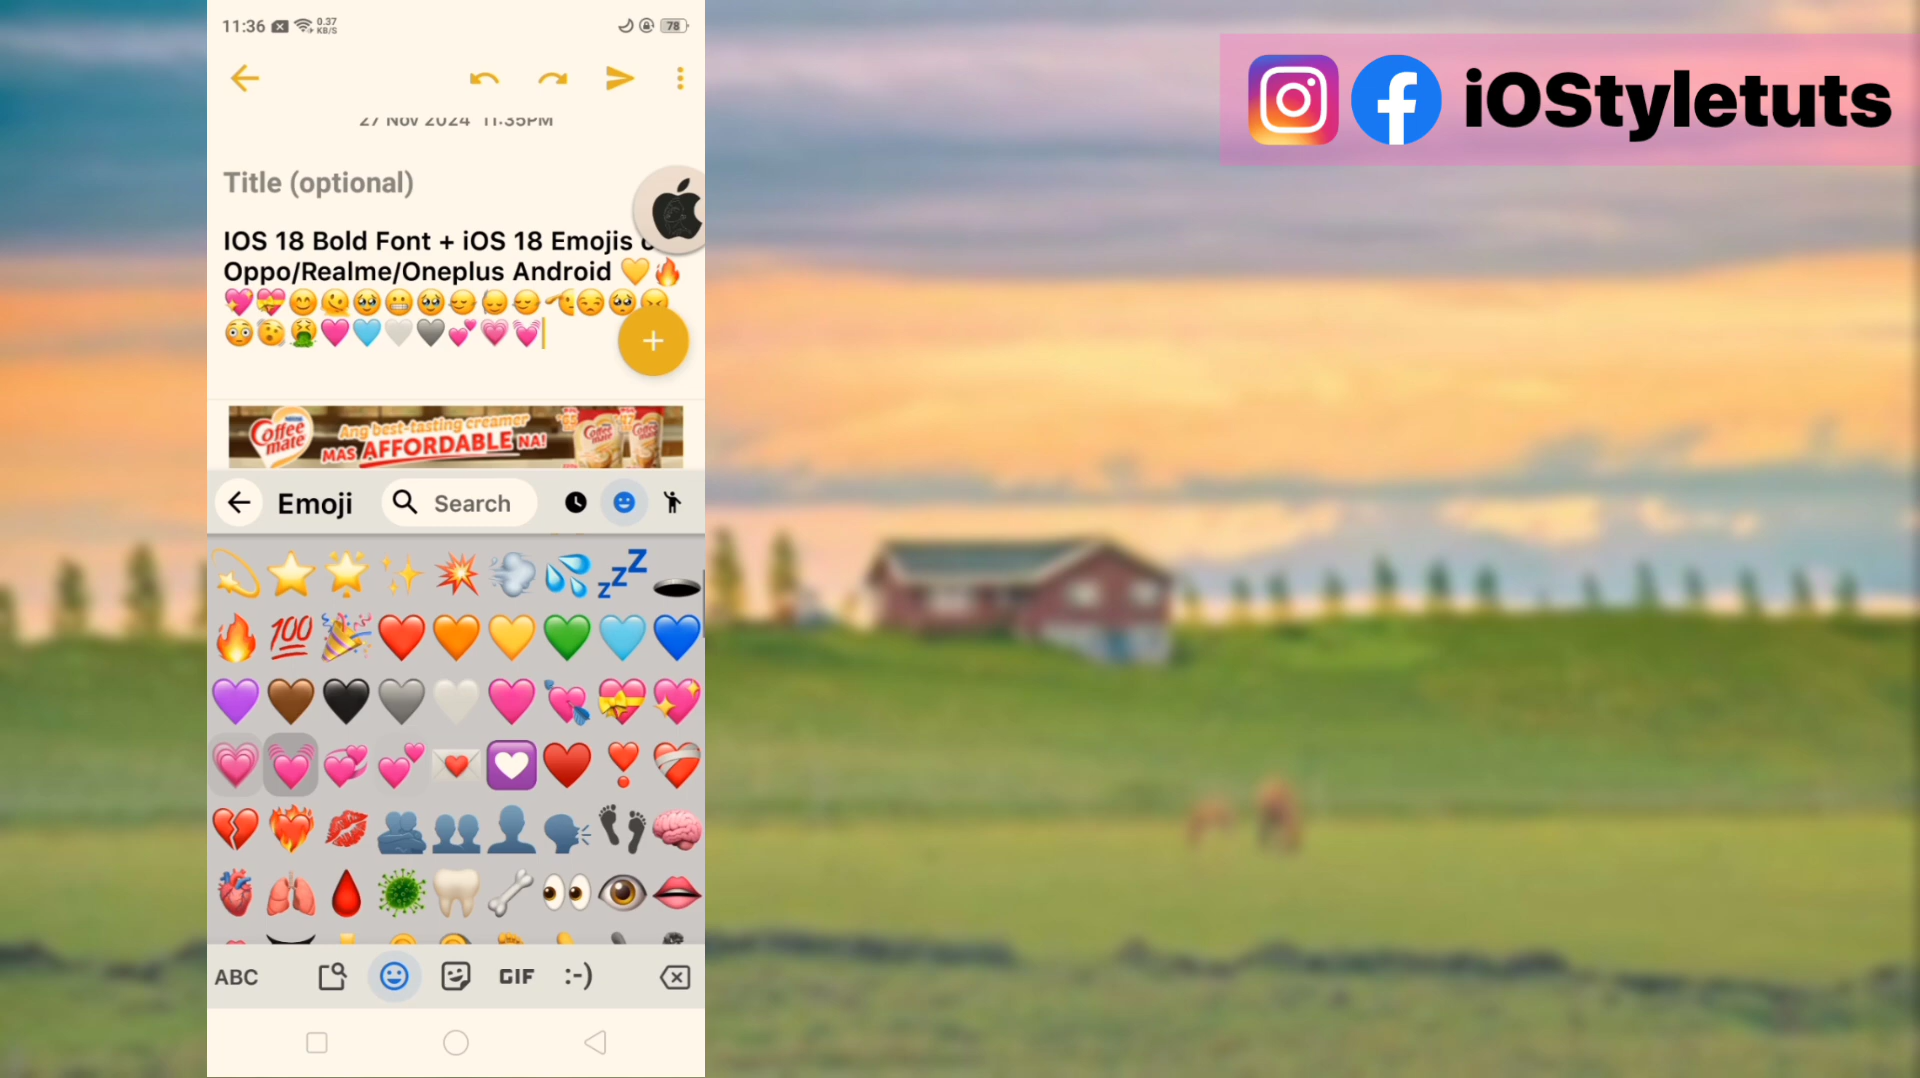 11:36
0.37
KB/S
78
27 Nov 2024 11:35PM
Title (optional)
IOS 18 Bold Font + iOS 18 Emojis
Oppo/Realme/Oneplus Android 💛🔥
Nestle
Coffee
mate
Ang best-tasting creamer
MAS AFFORDABLE NA!
Emoji
Search
ABC
GIF
:-)
iOStyletuts